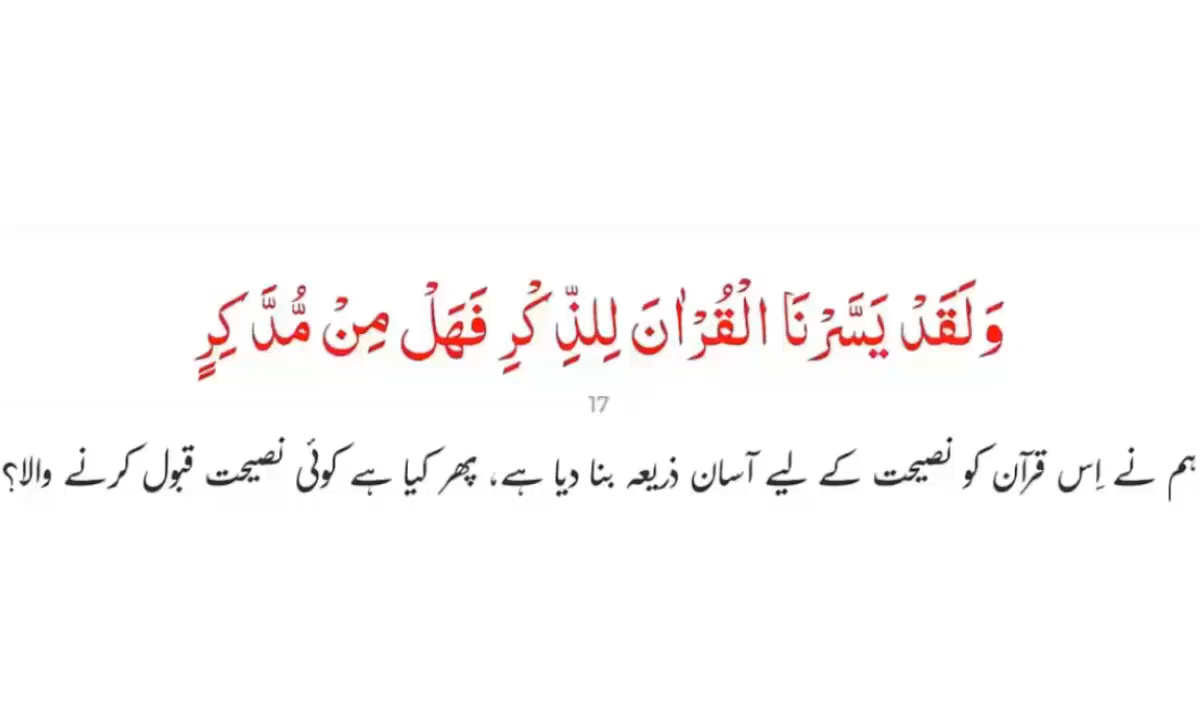 وَلَقَدْ يَسَّرْنَا الْقُرْاٰنَ لِلذِّكْرِ فَهَلْ مِنْ مُّدَّكِرٍ
17
ہم نے اِس قرآن کو نصیحت کے لیے آسان ذریعہ بنا دیا ہے، پھر کیا ہے کوئی نصیحت قبول کرنے والا؟